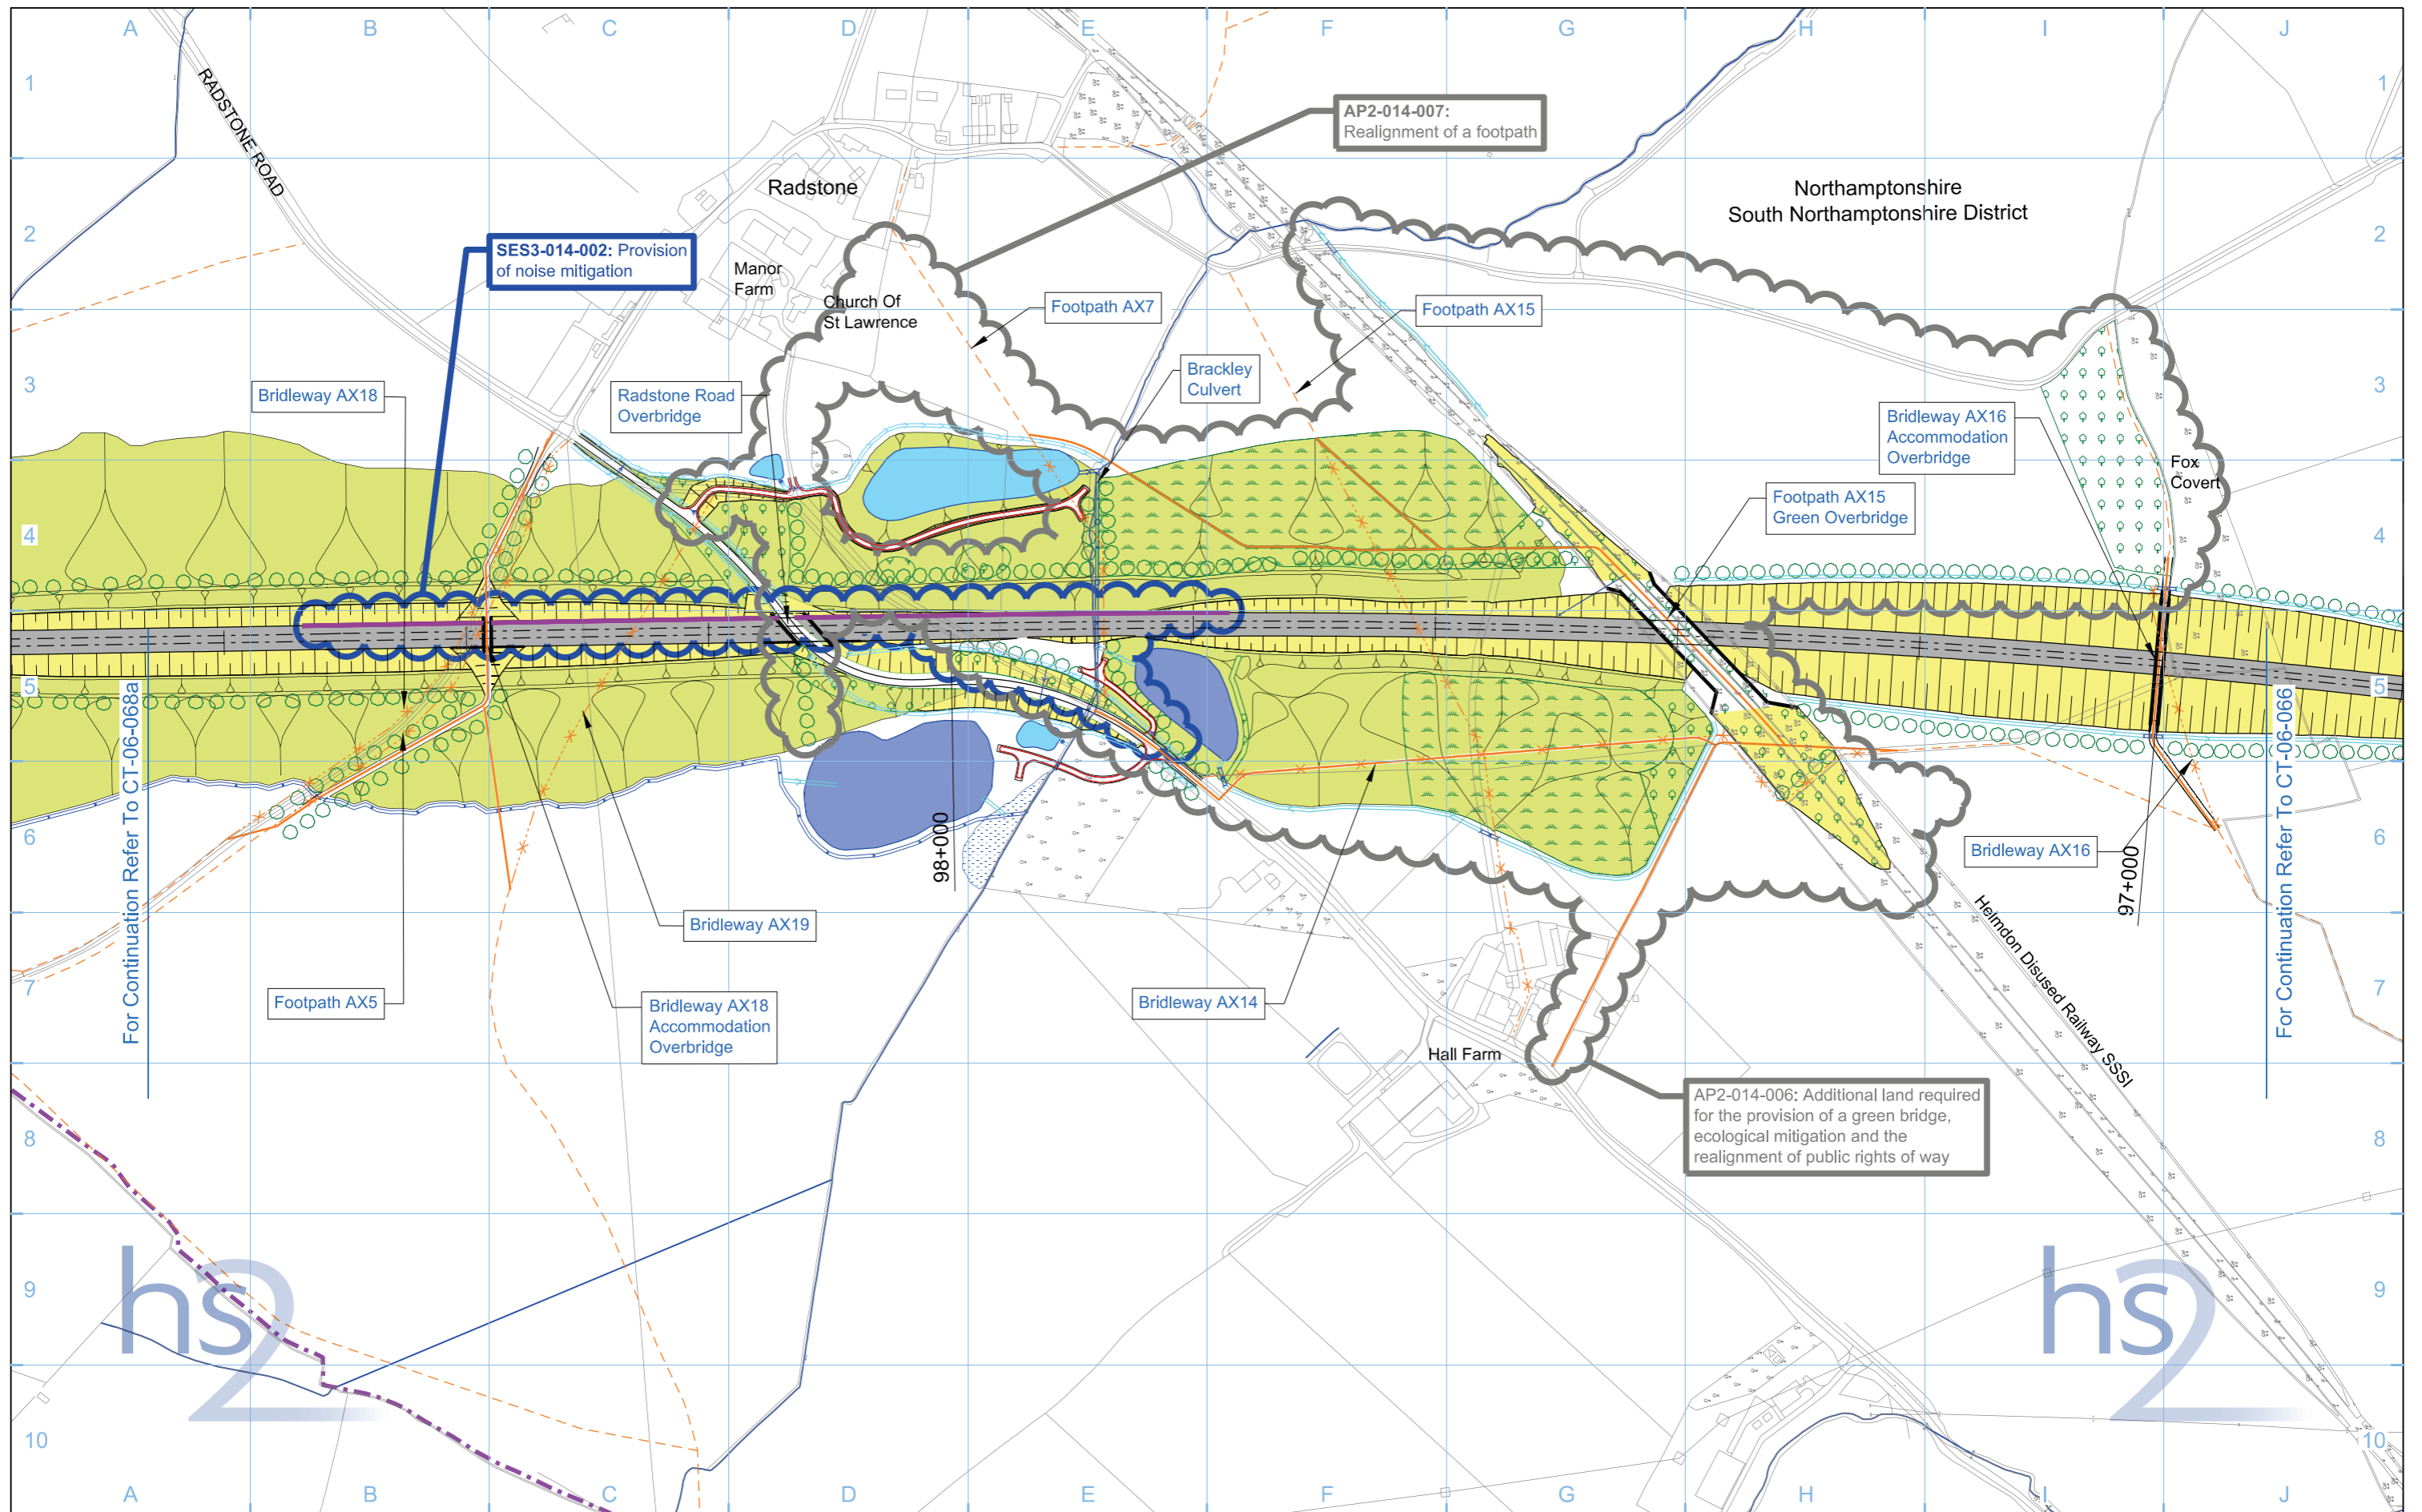 A B C D E F G H I J
1 1
RADSTONE ROAD
AP2-014-007:
Realignment of a footpath
Radstone
Northamptonshire
South Northamptonshire District
2 2
SES3-014-002: Provision
of noise mitigation
Manor
Farm
Church Of
St Lawrence
Footpath AX7
Footpath AX15
3 3
Bridleway AX18
Radstone Road
Overbridge
Brackley
Culvert
Bridleway AX16
Accommodation
Overbridge
Fox
Covert
Footpath AX15
Green Overbridge
4 4
5 5
For Continuation Refer To CT-06-068a
For Continuation Refer To CT-06-066
6 6
98+000
97+000
Bridleway AX16
Bridleway AX19
Helmdon Disused Railway SSSI
7 7
Footpath AX5
Bridleway AX18
Accommodation
Overbridge
Bridleway AX14
Hall Farm
AP2-014-006: Additional land required
for the provision of a green bridge,
ecological mitigation and the
realignment of public rights of way
8 8
9 9
hs2
hs2
10 10
A B C D E F G H I J